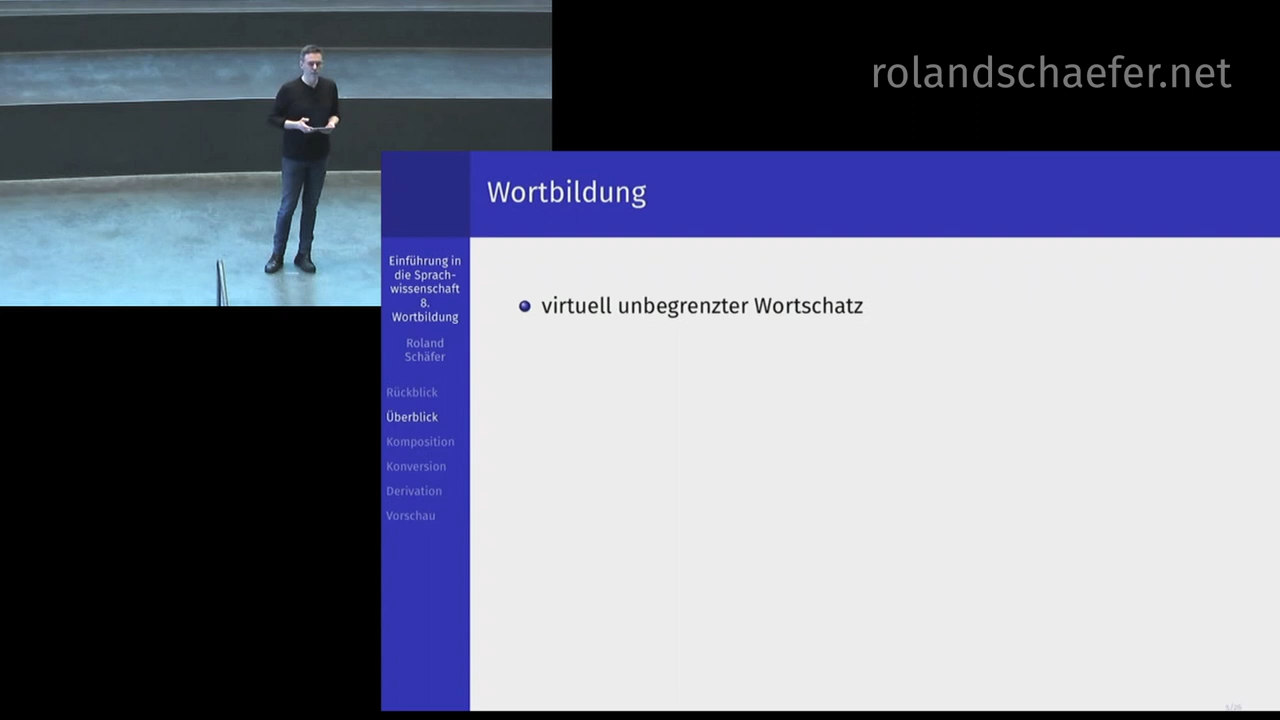 rolandschaefer.net
Wortbildung
Einführung in
die Sprach-
wissenschaft
8.
Wortbildung
Roland
Schäfer
Rückblick
Überblick
Komposition
Konversion
Derivation
Vorschau
virtuell unbegrenzter Wortschatz